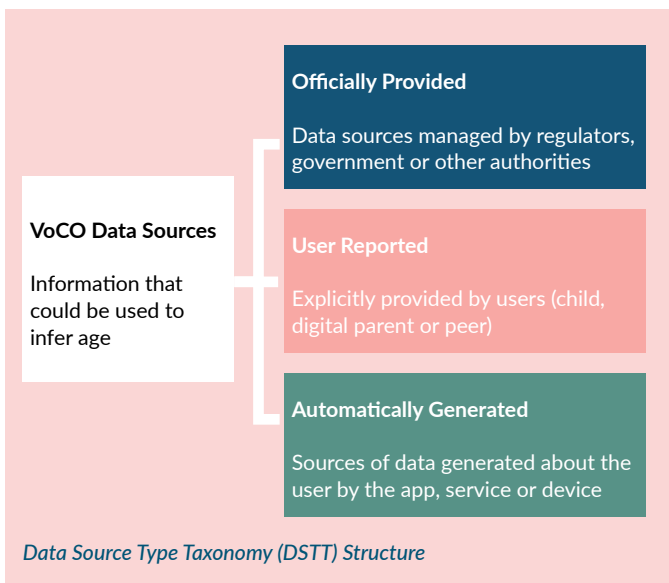 VoCO Data Sources
Information that
could be used to
infer age
Officially Provided
Data sources managed by regulators,
government or other authorities
User Reported
Explicitly provided by users (child,
digital parent or peer)
Automatically Generated
Sources of data generated about the
user by the app, service or device
Data Source Type Taxonomy (DSTT) Structure